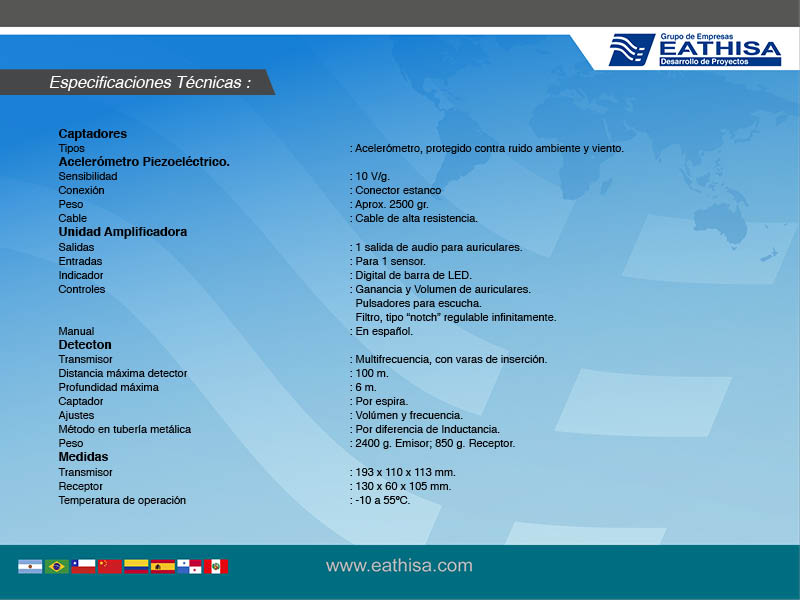 Grupo de Empresas
EATHISA
Desarrollo de Proyectos
Especificaciones Técnicas :
Captadores
Tipos : Acelerómetro, protegido contra ruido ambiente y viento.
Acelerómetro Piezoeléctrico.
Sensibilidad : 10 V/g.
Conexión : Conector estanco
Peso : Aprox. 2500 gr.
Cable : Cable de alta resistencia.
Unidad Amplificadora
Salidas : 1 salida de audio para auriculares.
Entradas : Para 1 sensor.
Indicador : Digital de barra de LED.
Controles : Ganancia y Volumen de auriculares.
Pulsadores para escucha.
Filtro, tipo “notch” regulable infinitamente.
Manual : En español.
Detecton
Transmisor : Multifrecuencia, con varas de inserción.
Distancia máxima detector : 100 m.
Profundidad máxima : 6 m.
Captador : Por espira.
Ajustes : Volúmen y frecuencia.
Método en tubería metálica : Por diferencia de Inductancia.
Peso : 2400 g. Emisor; 850 g. Receptor.
Medidas
Transmisor : 193 x 110 x 113 mm.
Receptor : 130 x 60 x 105 mm.
Temperatura de operación : -10 a 55ºC.
www.eathisa.com